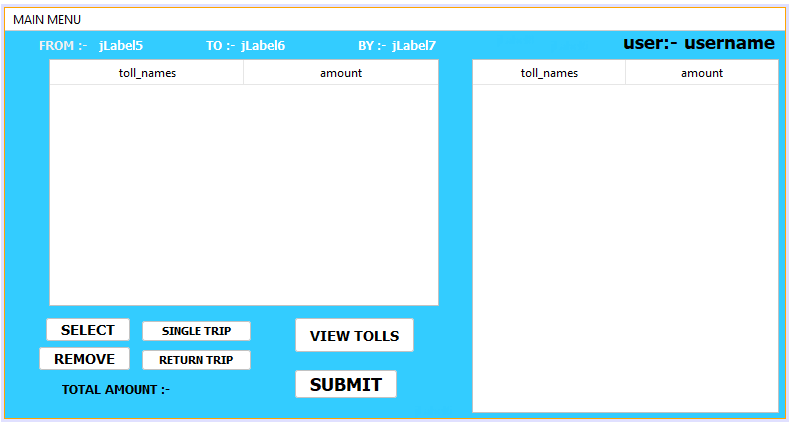 MAIN MENU
FROM :- jLabel5 TO :- jLabel6 BY :- jLabel7 user:- username
toll_names amount toll_names amount
SELECT SINGLE TRIP VIEW TOLLS
REMOVE RETURN TRIP
SUBMIT
TOTAL AMOUNT :-